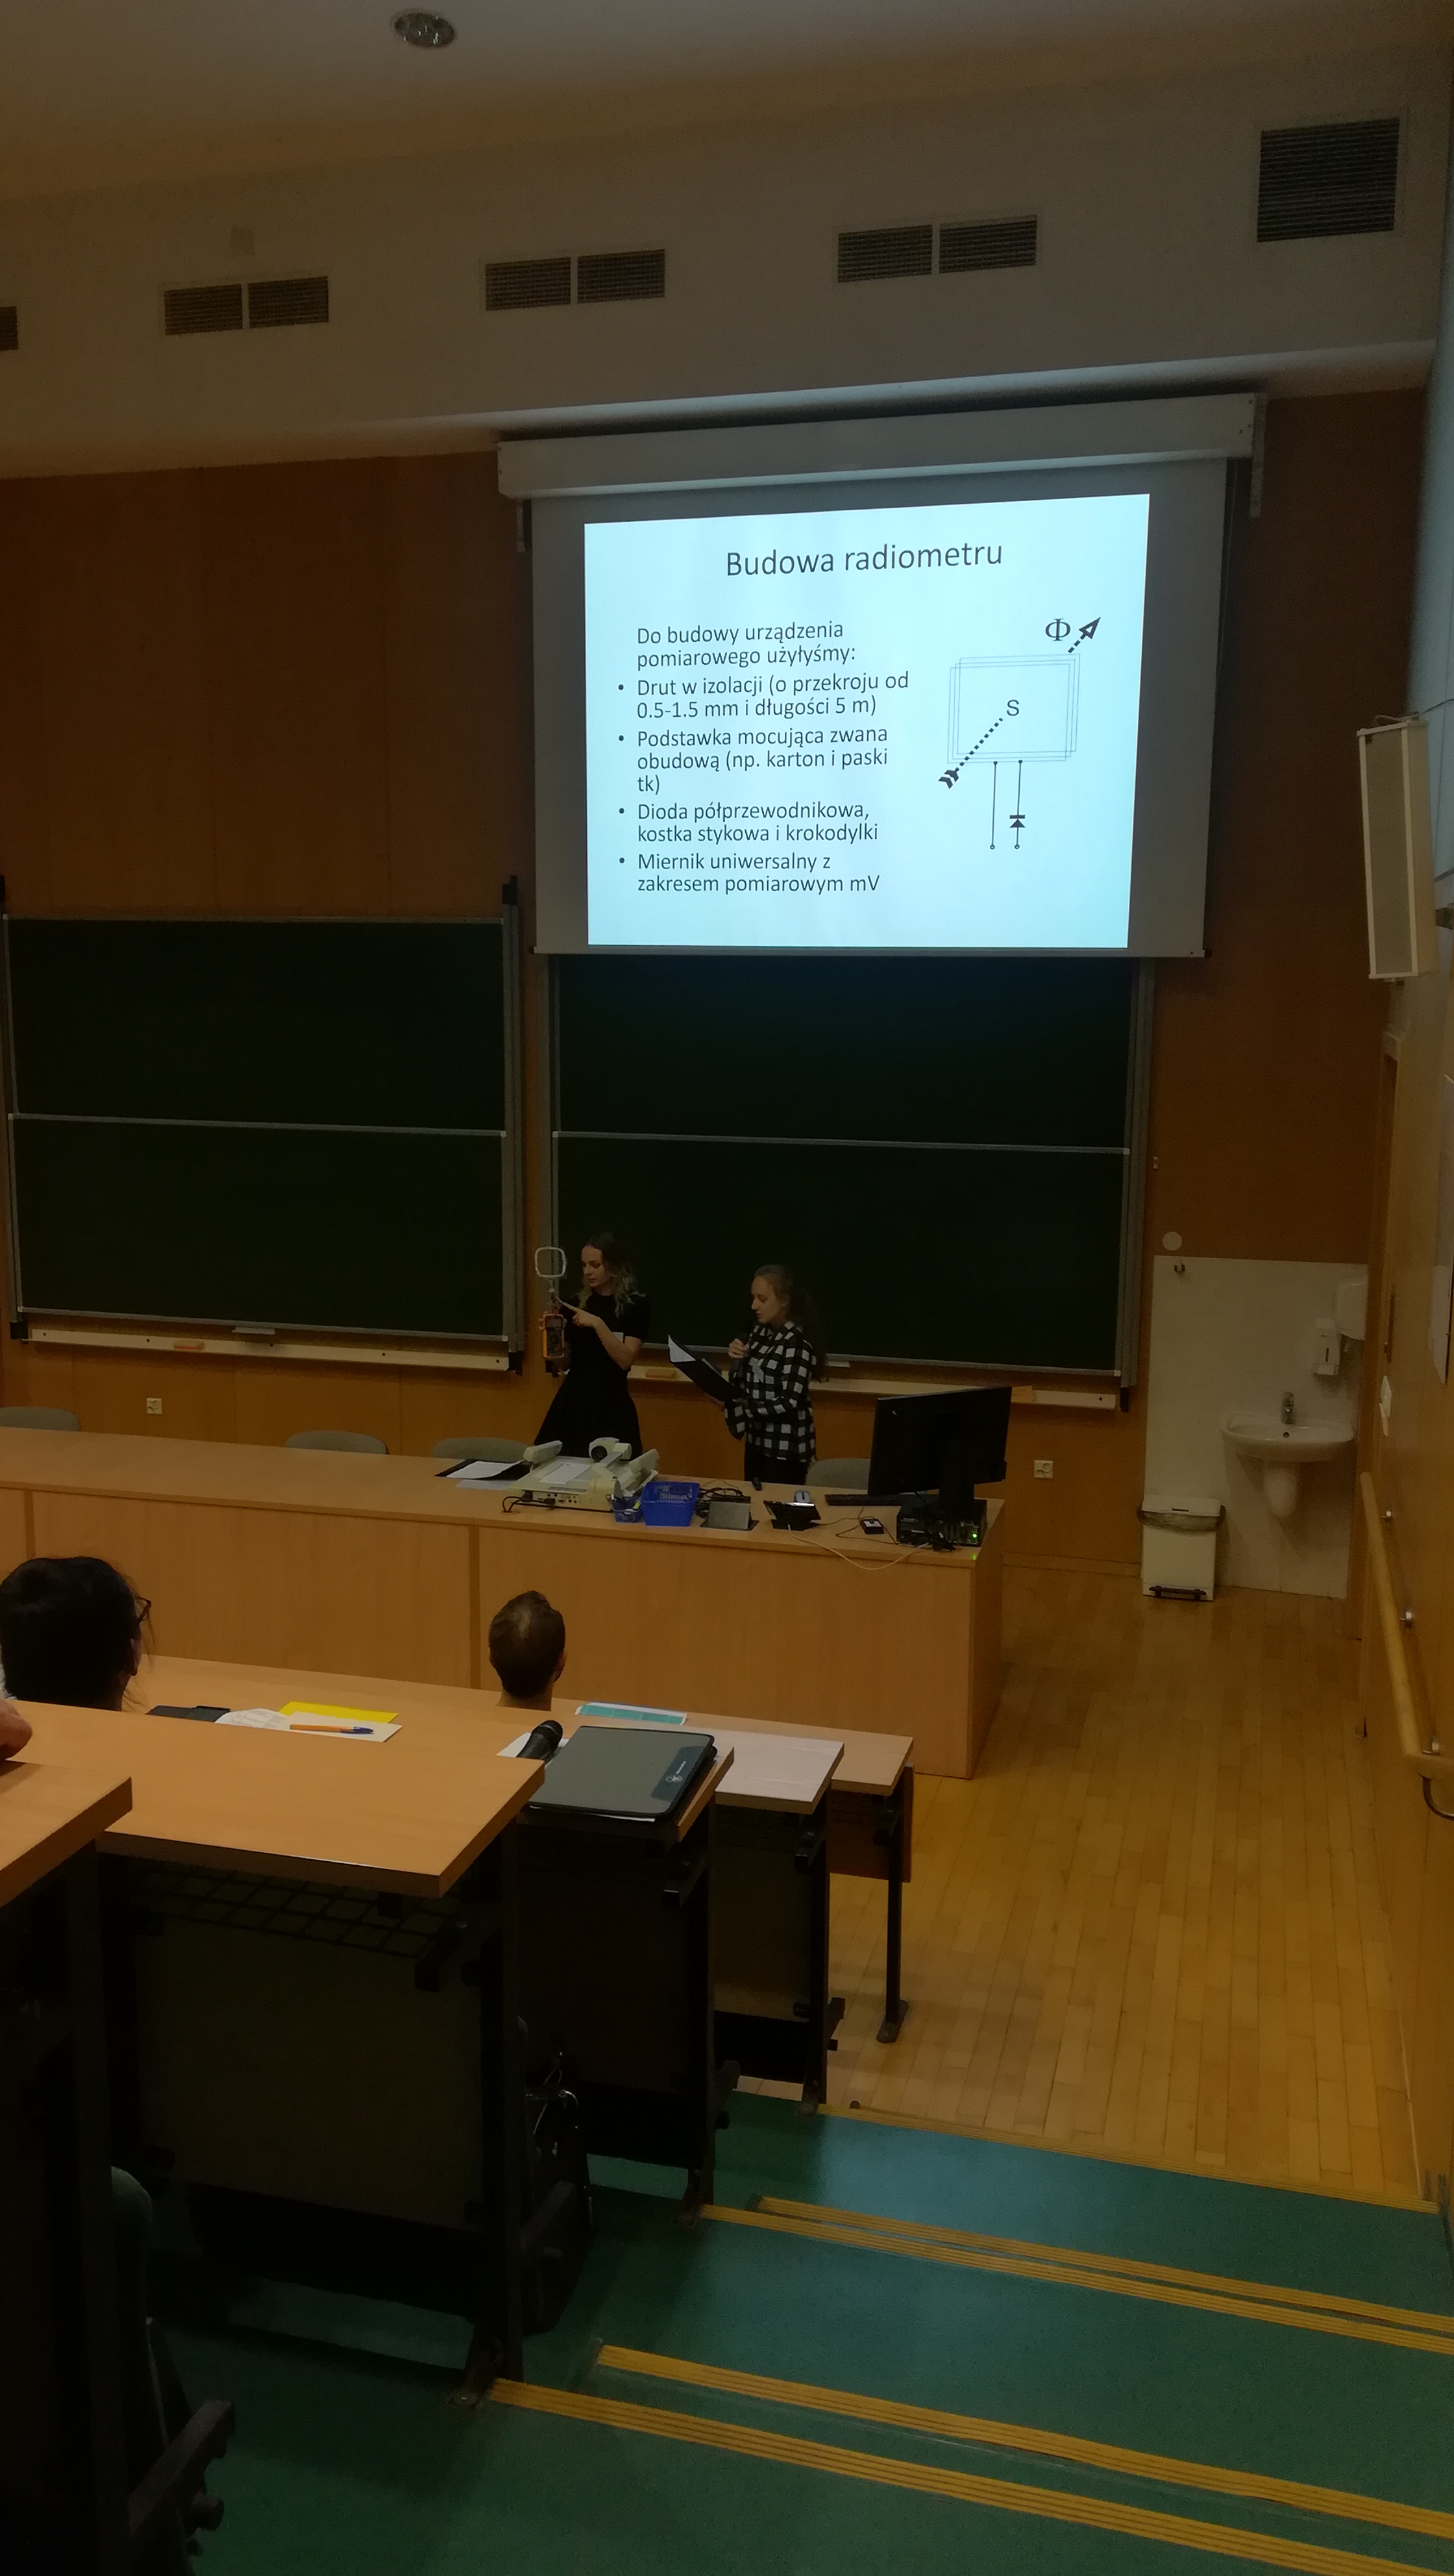 Budowa radiometru
Do budowy urządzenia
pomiarowego użyłyśmy:
• Drut w izolacji (o przekroju od
0.5-1.5 mm i długości 5 m)
• Podstawka mocująca zwana
obudową (np. karton i paski
tk)
• Dioda półprzewodnikowa,
kostka stykowa i krokodylki
• Miernik uniwersalny z
zakresem pomiarowym mV
Φ
S